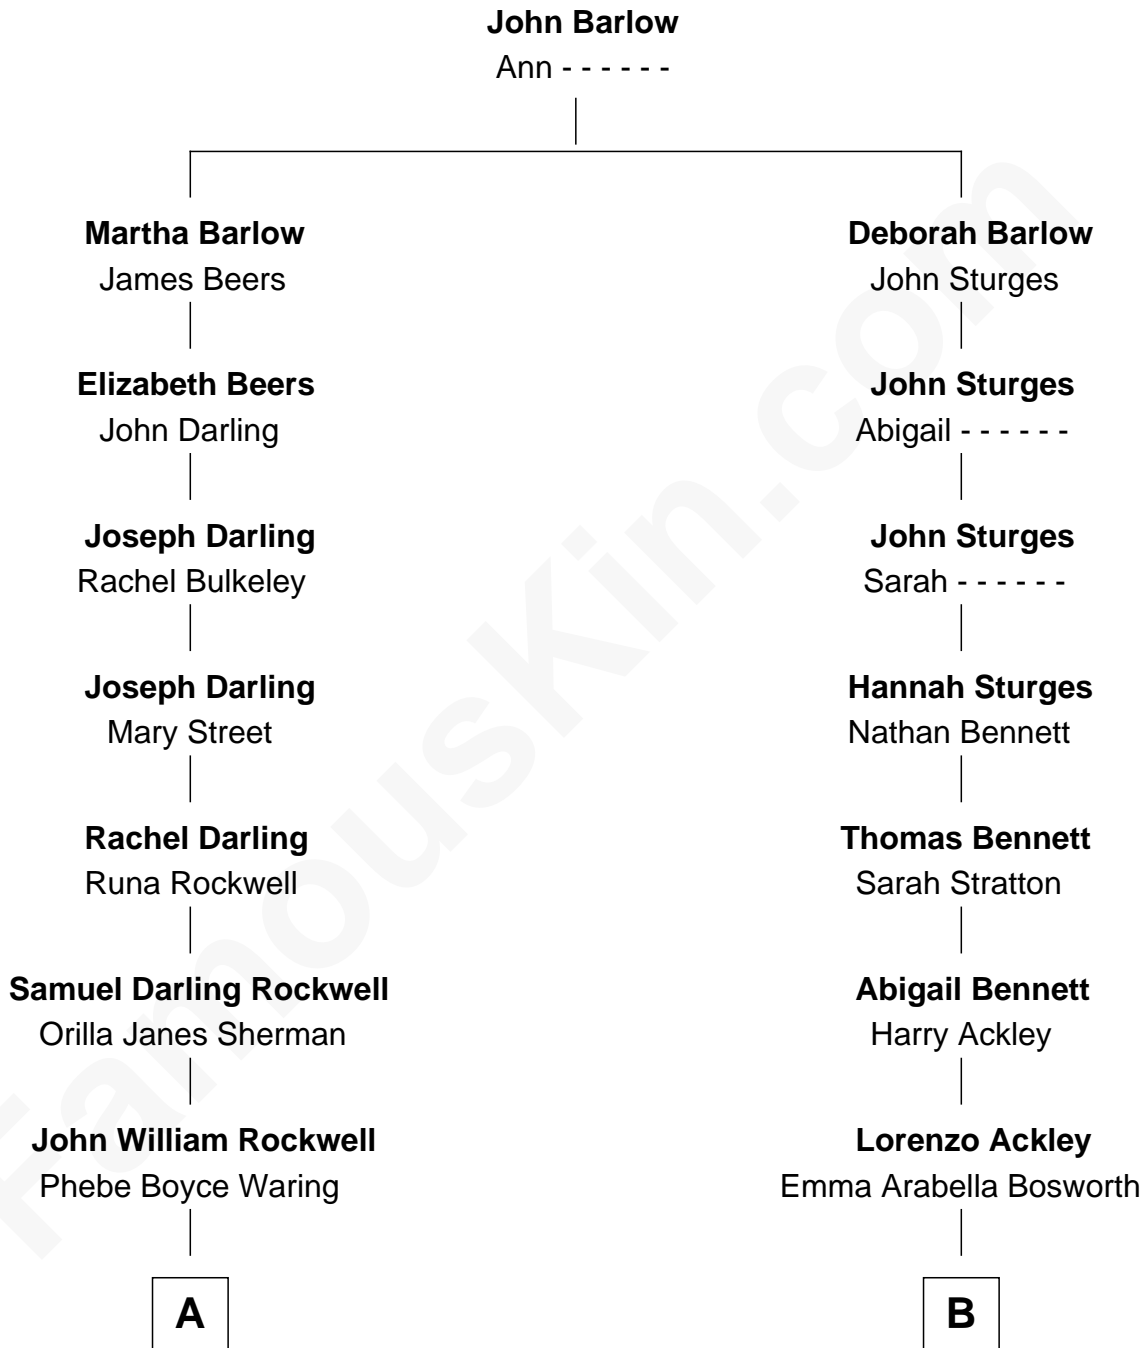 John Barlow
Ann - - - - - -
Martha Barlow
James Beers
Deborah Barlow
John Sturges
Elizabeth Beers
John Darling
John Sturges
Abigail - - - - - -
Joseph Darling
Rachel Bulkeley
John Sturges
Sarah - - - - - -
Joseph Darling
Mary Street
Hannah Sturges
Nathan Bennett
Rachel Darling
Runa Rockwell
Thomas Bennett
Sarah Stratton
Samuel Darling Rockwell
Orilla Janes Sherman
Abigail Bennett
Harry Ackley
John William Rockwell
Phebe Boyce Waring
Lorenzo Ackley
Emma Arabella Bosworth
A
B
FamousKin.com